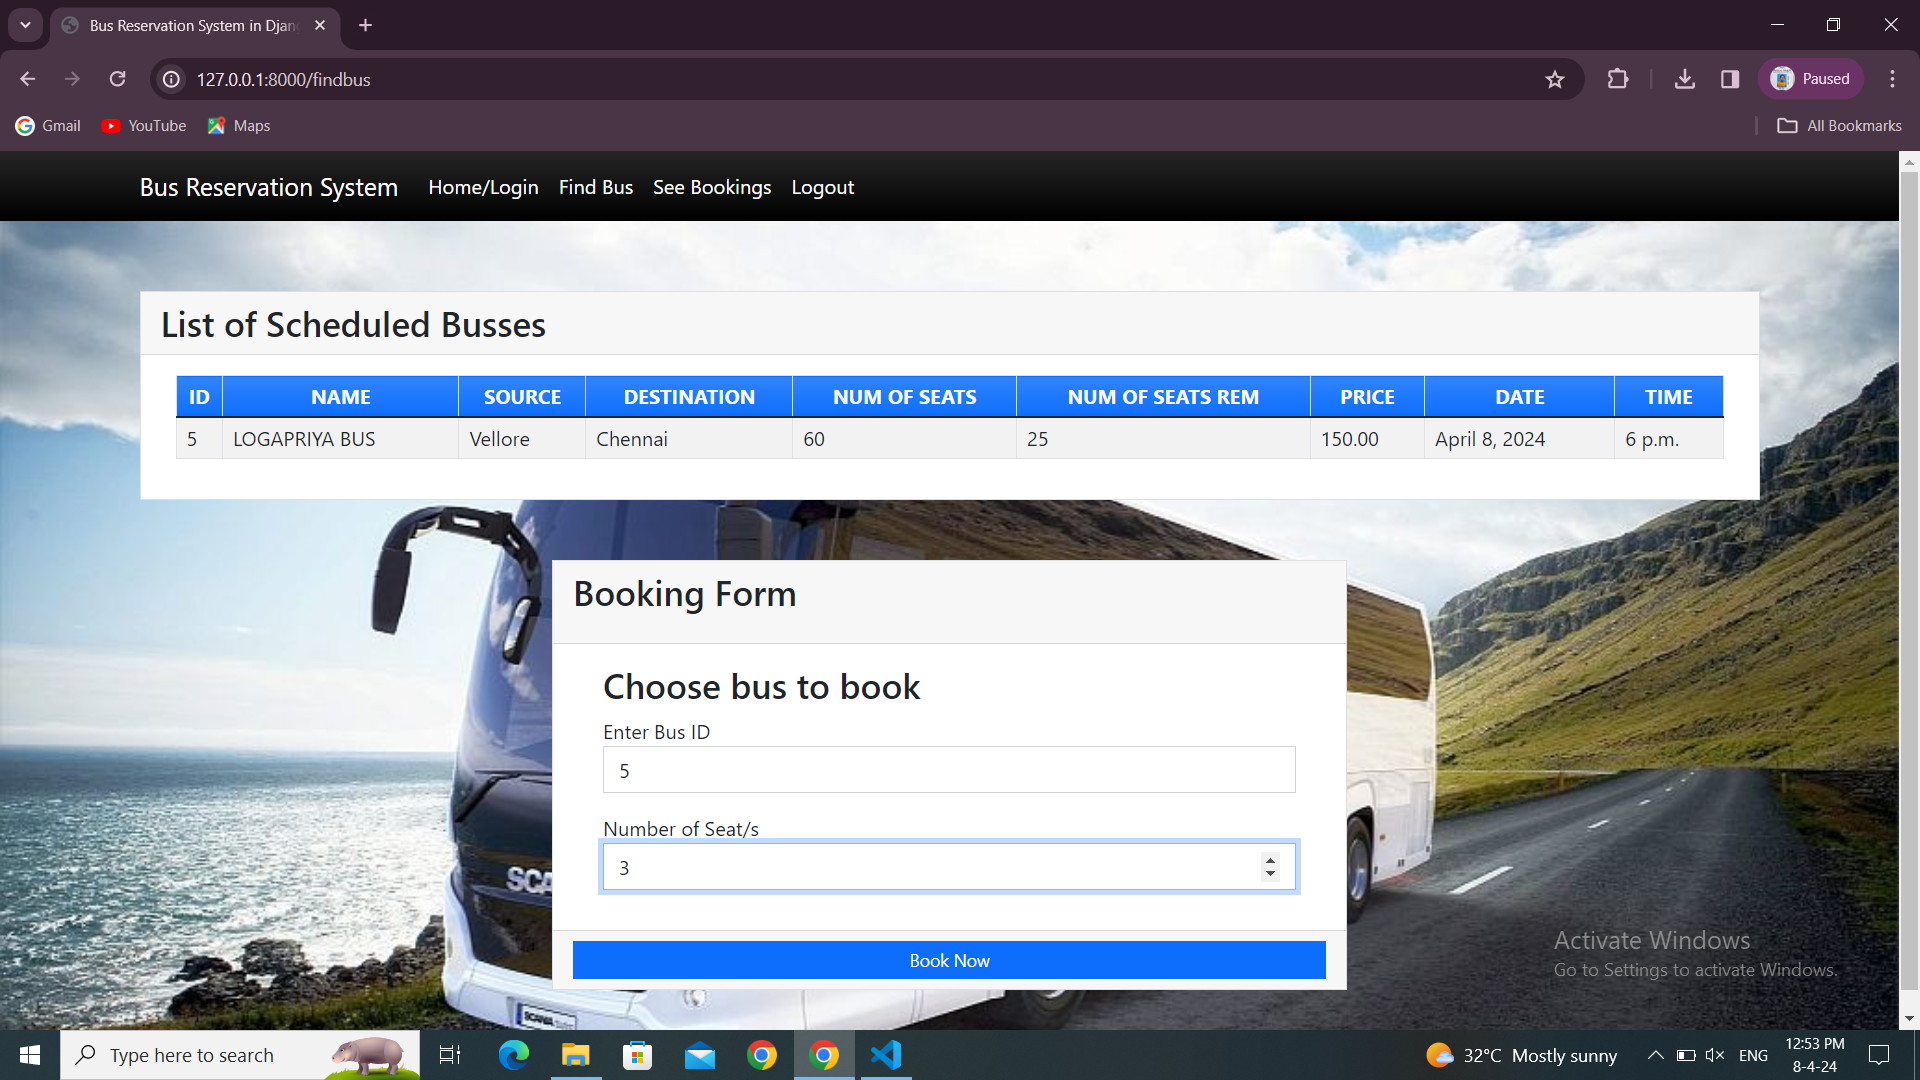 Bus Reservation System in Djan
127.0.0.1:8000/findbus
Paused
Gmail
YouTube
Maps
All Bookmarks
Bus Reservation System
Home/Login
Find Bus
See Bookings
Logout
List of Scheduled Busses
ID NAME SOURCE DESTINATION NUM OF SEATS NUM OF SEATS REM PRICE DATE TIME
5 LOGAPRIYA BUS Vellore Chennai 60 25 150.00 April 8, 2024 6 p.m.
Booking Form
Choose bus to book
Enter Bus ID
5
Number of Seat/s
3
Book Now
Activate Windows
Go to Settings to activate Windows.
Type here to search
32°C Mostly sunny
ENG
12:53 PM
8-4-24